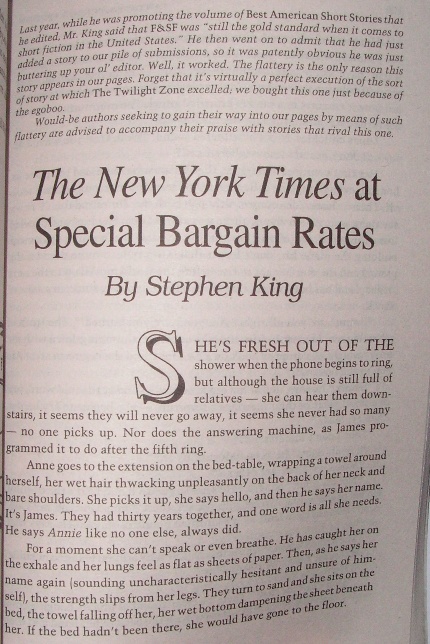 Last year, while he was promoting the volume of Best American Short Stories that
he edited, Mr. King said that F&SF was "still the gold standard when it comes to
short fiction in the United States." He then went on to admit that he had just
added a story to our pile of submissions, so it was patently obvious he was just
buttering up your ol' editor. Well, it worked. The flattery is the only reason this
story appears in our pages. Forget that it's virtually a perfect execution of the sort
of story at which The Twilight Zone excelled; we bought this one just because of
the egoboo.
Would-be authors seeking to gain their way into our pages by means of such
flattery are advised to accompany their praise with stories that rival this one.
The New York Times at
Special Bargain Rates
By Stephen King
SHE'S FRESH OUT OF THE
shower when the phone begins to ring,
but although the house is still full of
relatives — she can hear them down-
stairs, it seems they will never go away, it seems she never had so many
— no one picks up. Nor does the answering machine, as James pro-
grammed it to do after the fifth ring.
Anne goes to the extension on the bed-table, wrapping a towel around
herself, her wet hair thwacking unpleasantly on the back of her neck and
bare shoulders. She picks it up, she says hello, and then he says her name.
It's James. They had thirty years together, and one word is all she needs.
He says Annie like no one else, always did.
For a moment she can't speak or even breathe. He has caught her on
the exhale and her lungs feel as flat as sheets of paper. Then, as he says her
name again (sounding uncharacteristically hesitant and unsure of him-
self), the strength slips from her legs. They turn to sand and she sits on the
bed, the towel falling off her, her wet bottom dampening the sheet beneath
her. If the bed hadn't been there, she would have gone to the floor.